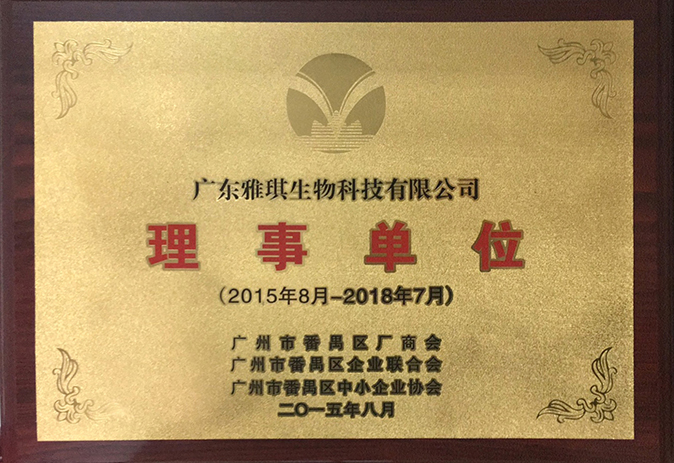 广东雅琪生物科技有限公司
理事单位
(2015年8月-2018年7月)
广州市番禺区厂商会
广州市番禺区企业联合会
广州市番禺区中小企业协会
二〇一五年八月